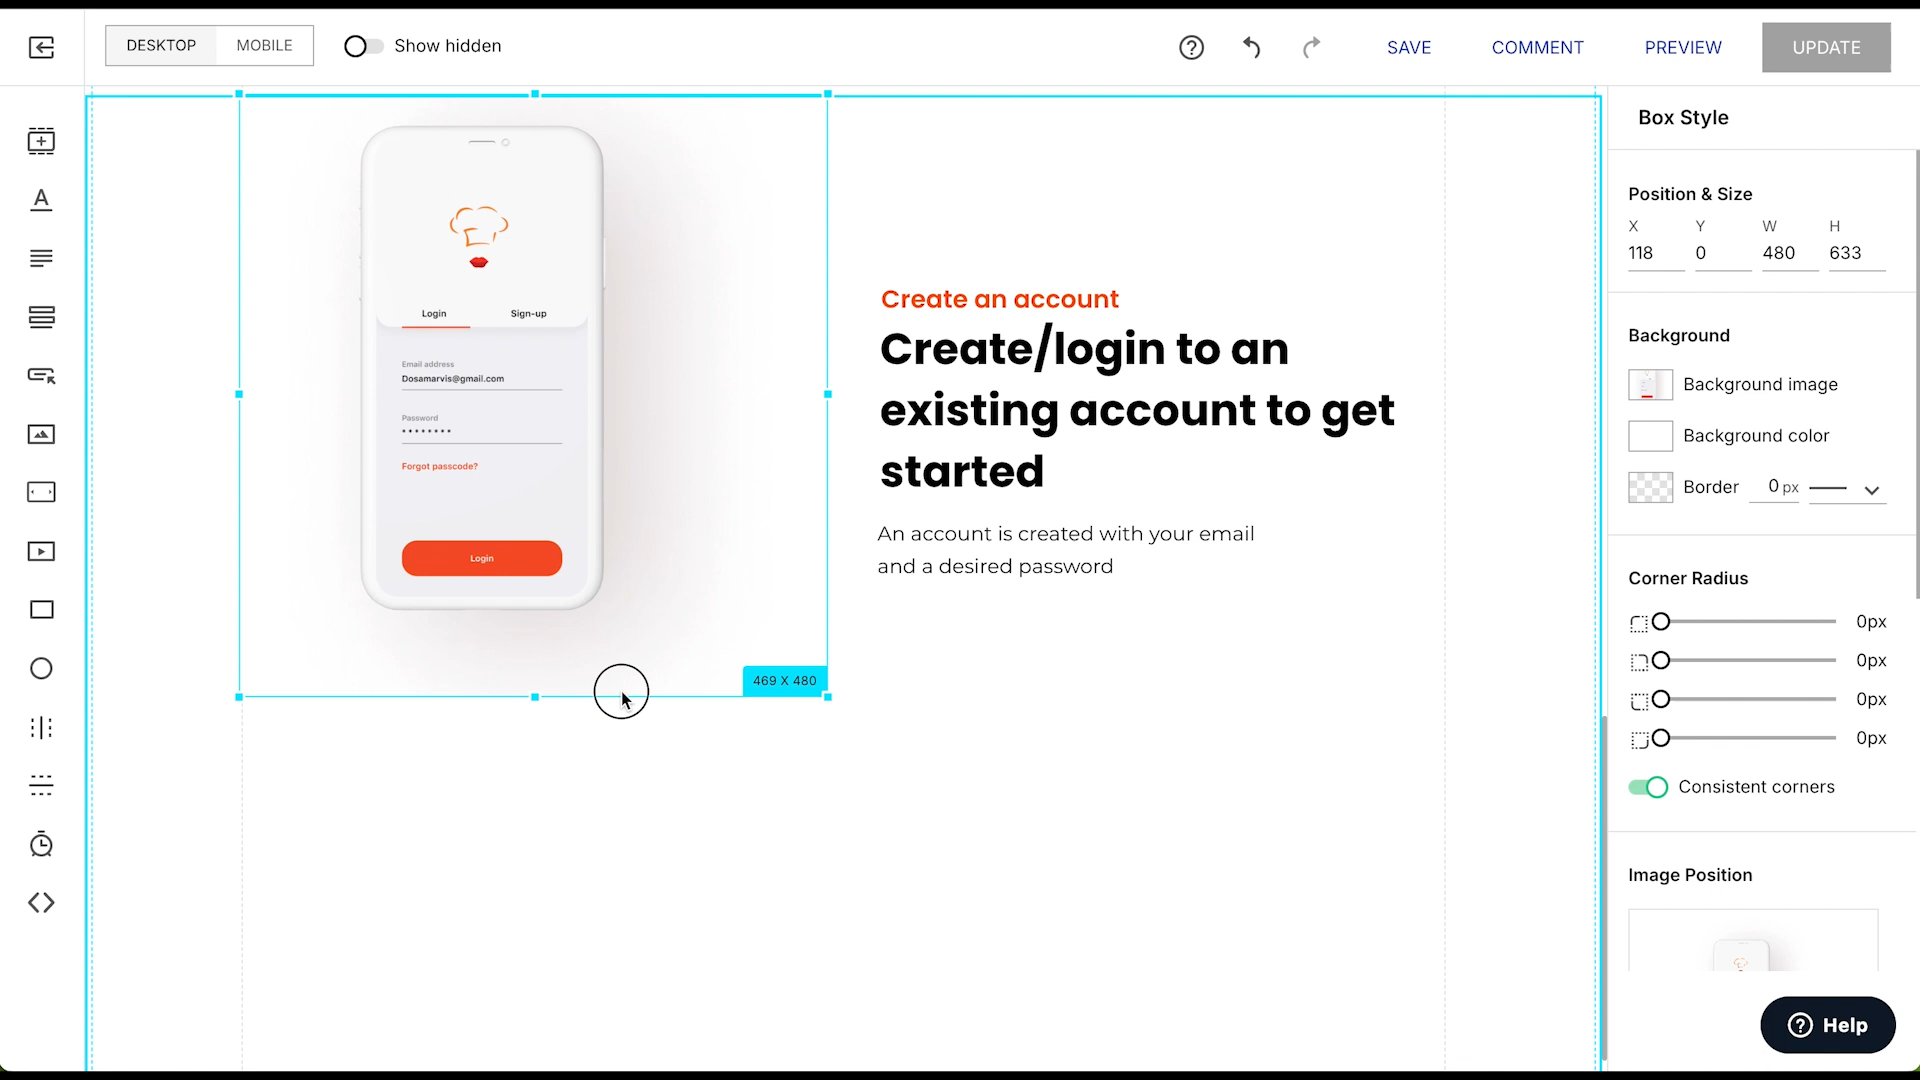 DESKTOP
MOBILE
Show hidden
SAVE
COMMENT
PREVIEW
UPDATE
Login
Sign-up
Email address
Dosamarvis@gmail.com
Password
Forgot passcode?
Login
469 X 480
Create an account
Create/login to an
existing account to get
started
An account is created with your email
and a desired password
Box Style
Position & Size
X Y W H
118 0 480 633
Background
Background image
Background color
Border 0 px
Corner Radius
0px
0px
0px
0px
Consistent corners
Image Position
Help